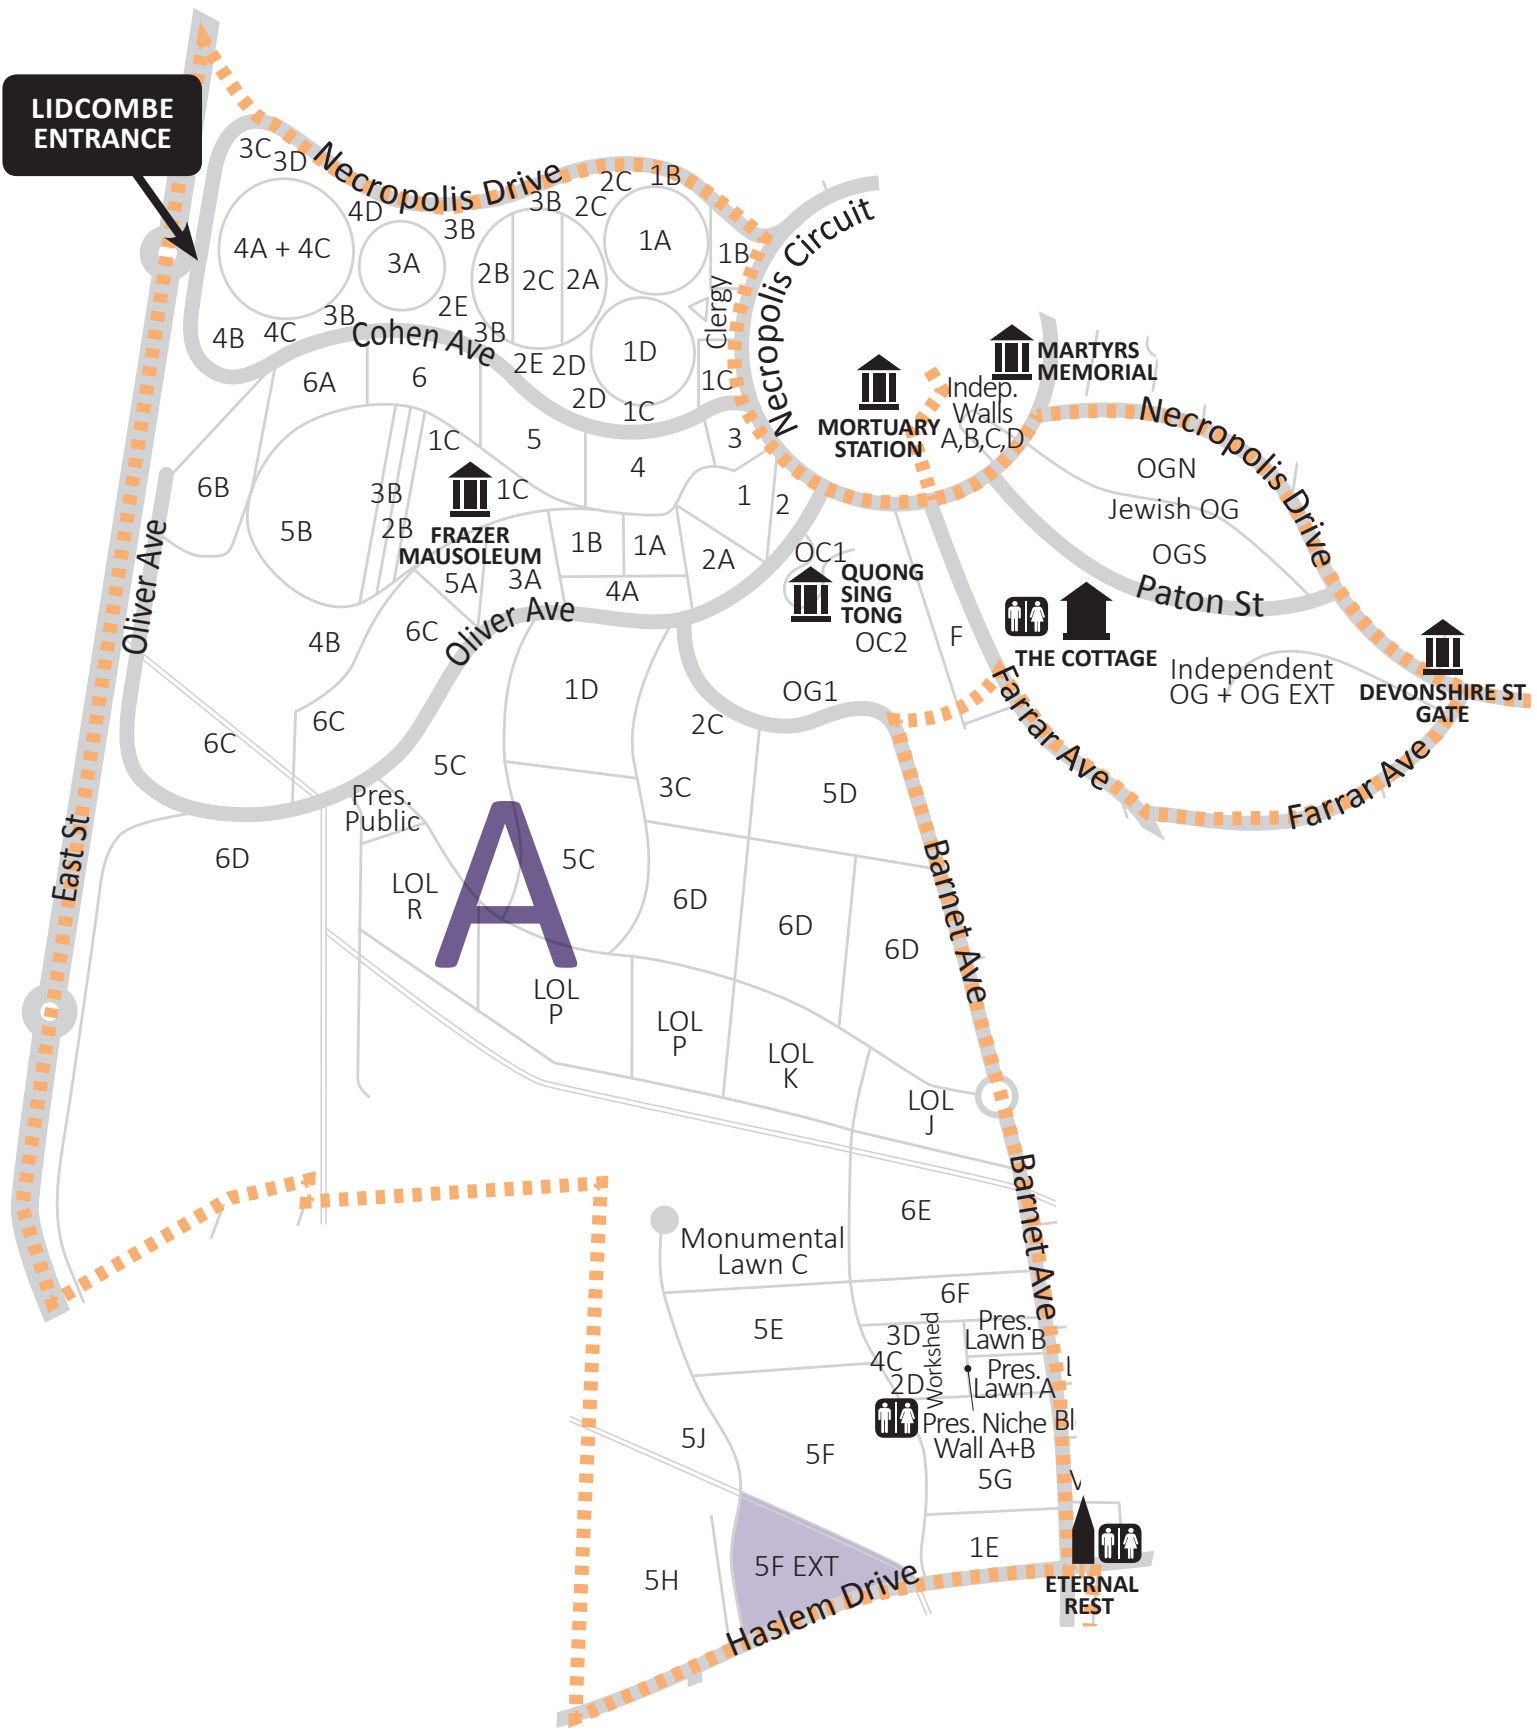 LIDCOMBE
ENTRANCE
3C
3D
Necropolis Drive
2C
1B
4D
3B
3B
2C
4A + 4C
3A
2B
2C
2A
1A
1B
Necropolis Circuit
Clergy
2E
3B
4B
4C
Cohen Ave
3B
2E
2D
1D
1C
6A
6
2D
1C
MARTYRS
MEMORIAL
Indep.
Walls
A,B,C,D
MORTUARY
STATION
Necropolis Drive
1C
5
3
4
OGN
6B
3B
1C
1
2
Jewish OG
5B
2B
FRAZER
MAUSOLEUM
1B
1A
2A
OC1
OGS
Oliver Ave
5A
3A
4A
QUONG
SING
TONG
Paton St
4B
6C
Oliver Ave
OC2
F
THE COTTAGE
Independent
OG + OG EXT
DEVONSHIRE ST
GATE
1D
OG1
Farrar Ave
6C
6C
2C
5C
3C
5D
Pres.
Public
Farrar Ave
East St
6D
5C
LOL
R
A
6D
6D
6D
Barnet Ave
LOL
P
LOL
P
LOL
K
LOL
J
Barnet Ave
6E
Monumental
Lawn C
6F
5E
3D
Workshed
Pres.
Lawn B
4C
Pres.
Lawn A
2D
5J
5F
Pres. Niche
Wall A+B
5G
5F EXT
1E
5H
Haslem Drive
ETERNAL
REST